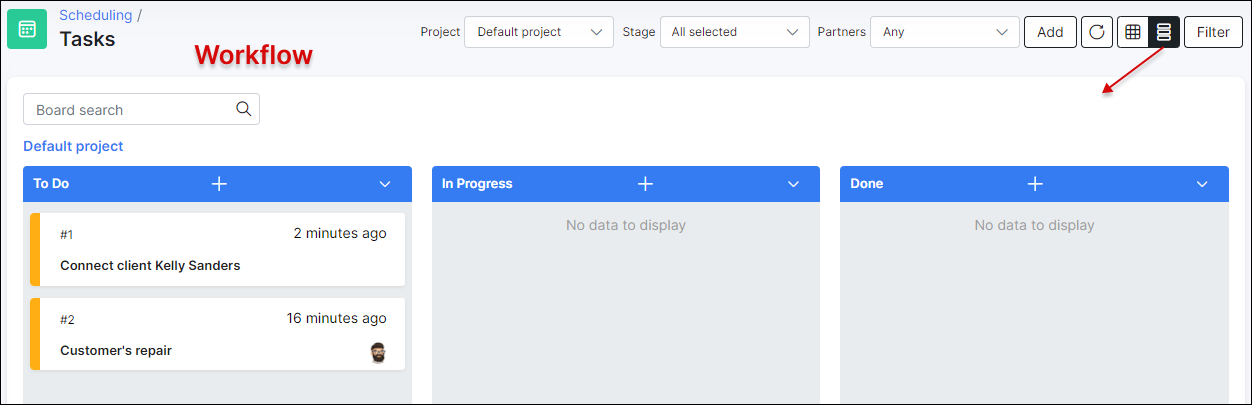 Scheduling /
Tasks
Workflow
Project Default project Stage All selected Partners Any Add Filter
Board search
Default project
To Do
#1 2 minutes ago
Connect client Kelly Sanders
#2 16 minutes ago
Customer's repair
In Progress
No data to display
Done
No data to display